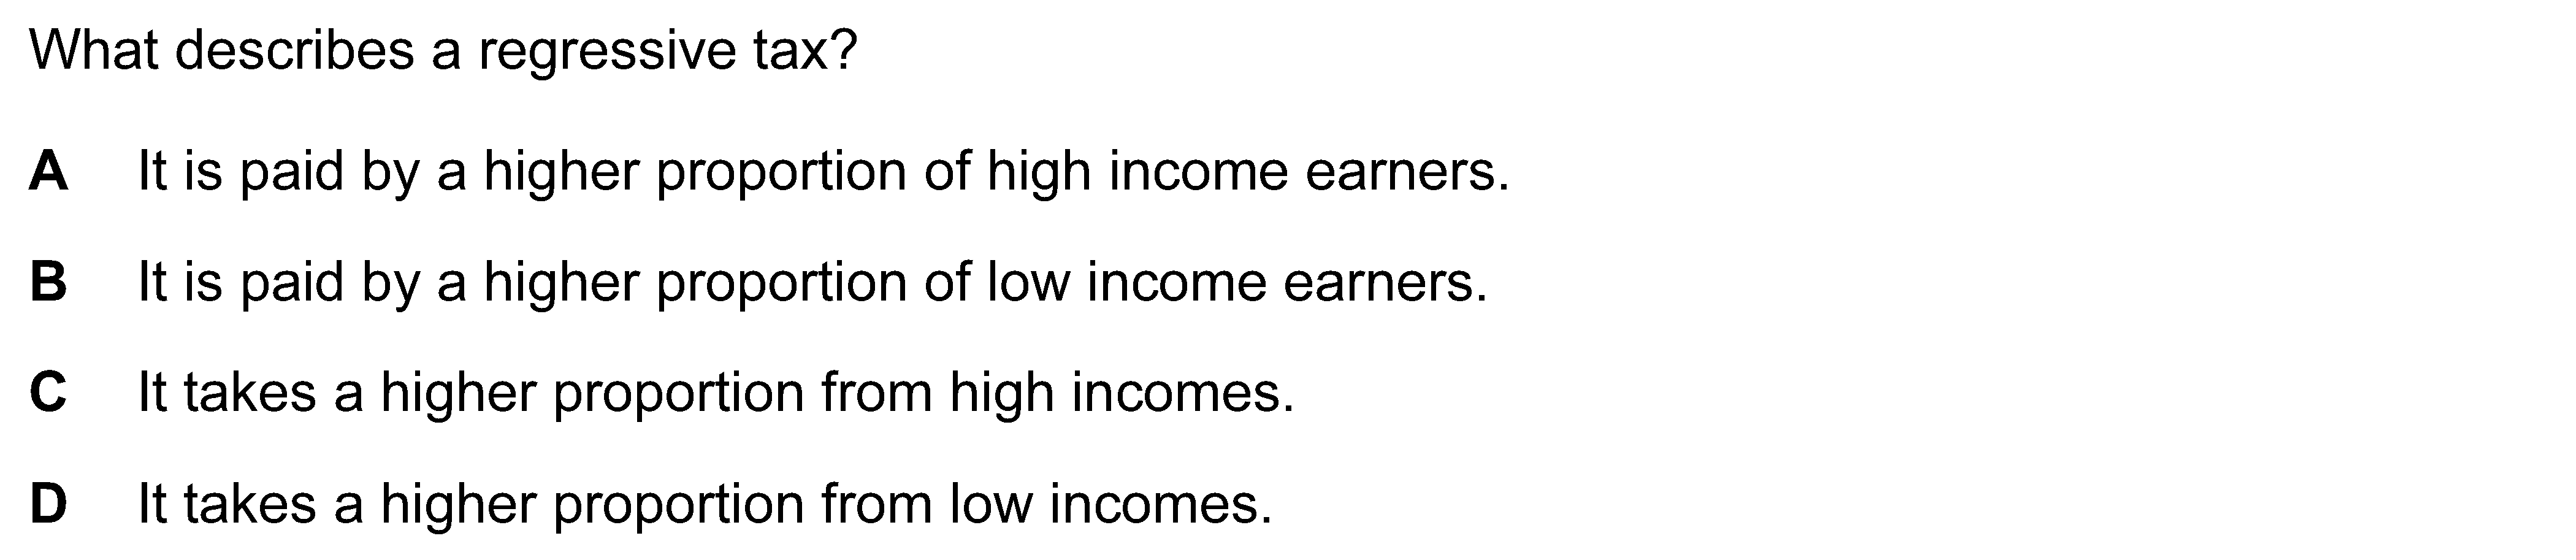 What describes a regressive tax?
A It is paid by a higher proportion of high income earners.
B It is paid by a higher proportion of low income earners.
C It takes a higher proportion from high incomes.
D It takes a higher proportion from low incomes.